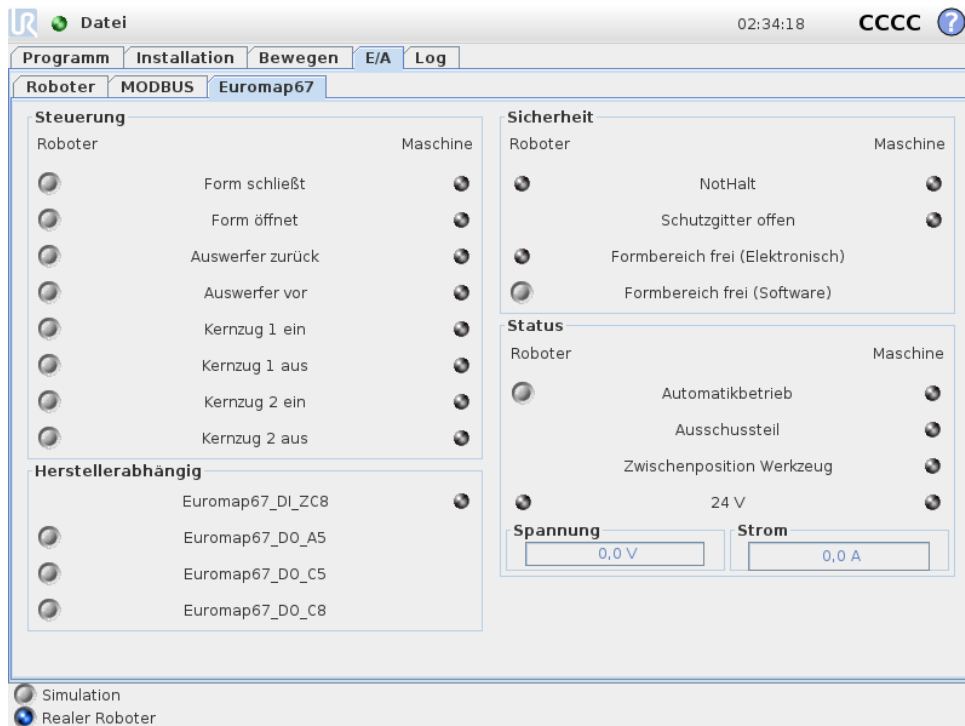 UR Datei 02:34:18 CCCC ?
Programm Installation Bewegen E/A Log
Roboter MODBUS Euromap67
Steuerung
Roboter Maschine
Form schließt
Form öffnet
Auswerfer zurück
Auswerfer vor
Kernzug 1 ein
Kernzug 1 aus
Kernzug 2 ein
Kernzug 2 aus
Herstellerabhängig
Euromap67_DI_ZC8
Euromap67_DO_A5
Euromap67_DO_C5
Euromap67_DO_C8
Sicherheit
Roboter Maschine
NotHalt
Schutzgitter offen
Formbereich frei (Elektronisch)
Formbereich frei (Software)
Status
Roboter Maschine
Automatikbetrieb
Ausschussteil
Zwischenposition Werkzeug
24 V
Spannung Strom
0,0 V 0,0 A
Simulation
Realer Roboter